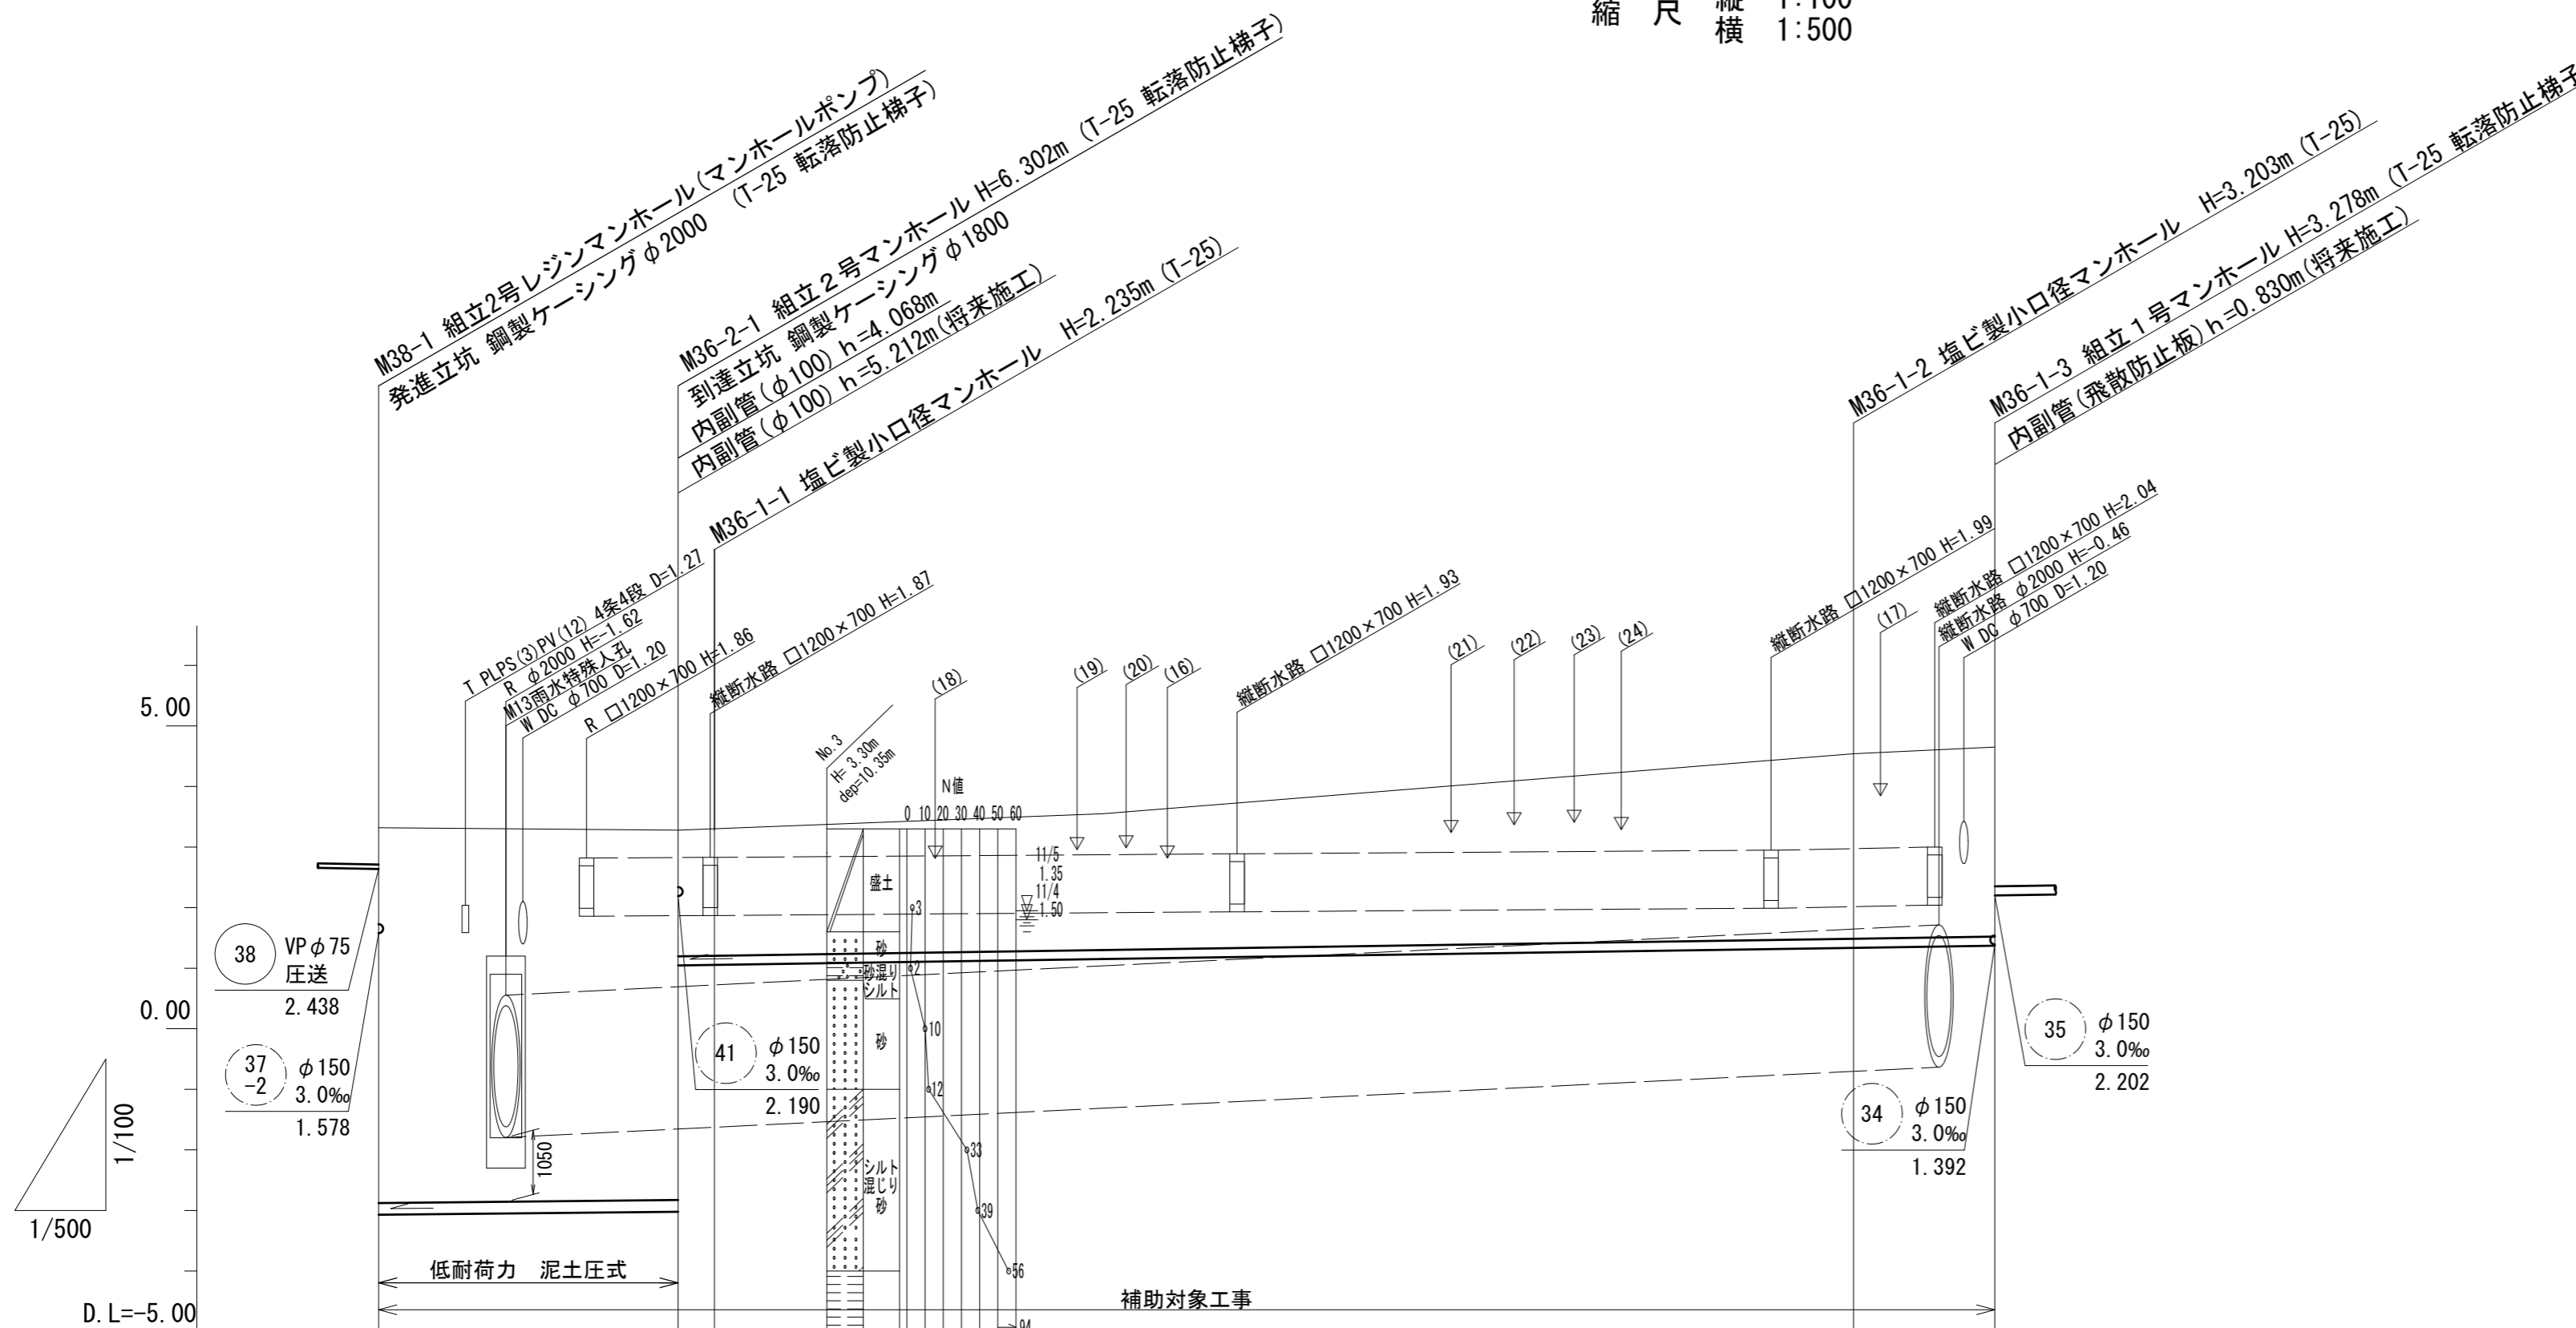 縮 尺 縦 1:100
横 1:500
M38-1 組立2号レジンマンホール(マンホールポンプ)
発進立坑 鋼製ケーシングφ2000 (T-25 転落防止梯子)
M36-2-1 組立２号マンホール H=6.302m (T-25 転落防止梯子)
到達立坑 鋼製ケーシングφ1800
内副管(φ100) h=4.068m
内副管(φ100) h=5.212m(将来施工)
M36-1-1 塩ビ製小口径マンホール H=2.235m (T-25)
M36-1-2 塩ビ製小口径マンホール H=3.203m (T-25)
M36-1-3 組立１号マンホール H=3.278m (T-25 転落防止梯子
内副管(飛散防止板) h=0.830m(将来施工)
T PLPS(3)PV(12) 4条4段 D=1.27
R φ2000 H=-1.62
M13雨水特殊人孔
W DC φ700 D=1.20
R □1200×700 H=1.86
縦断水路 □1200×700 H=1.87
(18)
(19)
(20)
(16)
縦断水路 □1200×700 H=1.93
(21)
(22)
(23)
(24)
縦断水路 □1200×700 H=1.99
(17)
縦断水路 □1200×700 H=2.04
縦断水路 φ2000 H=-0.46
W DC φ700 D=1.20
No.3
H= 3.30m
dep=10.35m
N値
0 10 20 30 40 50 60
5.00
0.00
D.L=-5.00
11/5
1.35
11/4
1.50
盛土
砂
砂混り
シルト
砂
シルト
混じり
砂
3
2
10
12
33
39
56
94
38 VPφ75
圧送
2.438
37
-2
φ150
3.0‰
1.578
41 φ150
3.0‰
2.190
34 φ150
3.0‰
1.392
35 φ150
3.0‰
2.202
1050
1/100
1/500
低耐荷力 泥土圧式
補助対象工事